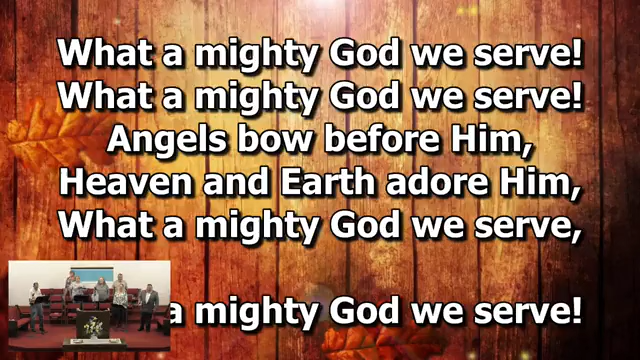 What a mighty God we serve!
What a mighty God we serve!
Angels bow before Him,
Heaven and Earth adore Him,
What a mighty God we serve,
a mighty God we serve!